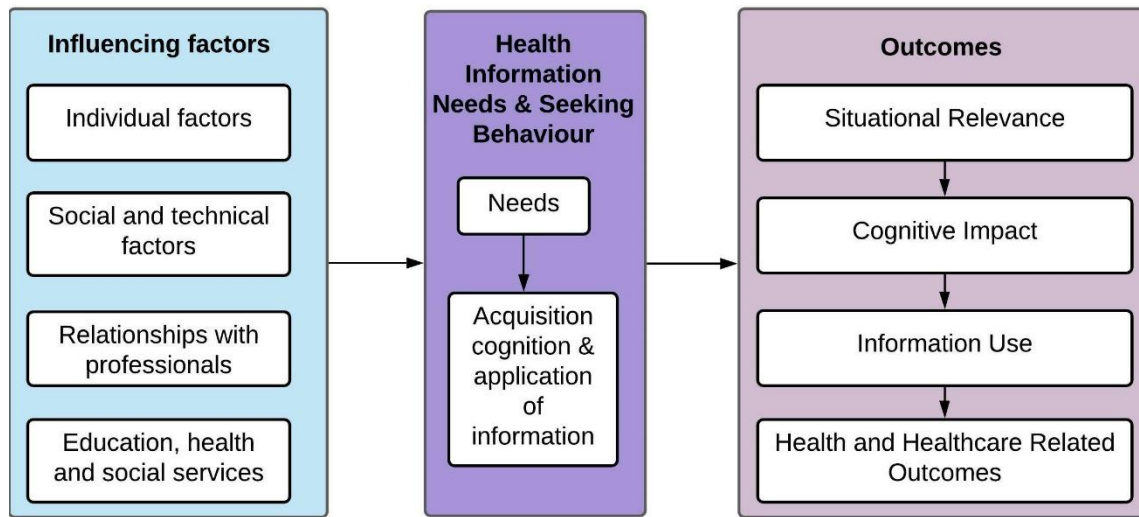 Influencing factors
Individual factors
Social and technical
factors
Relationships with
professionals
Education, health
and social services
Health
Information
Needs & Seeking
Behaviour
Needs
Acquisition
cognition &
application
of
information
Outcomes
Situational Relevance
Cognitive Impact
Information Use
Health and Healthcare Related
Outcomes